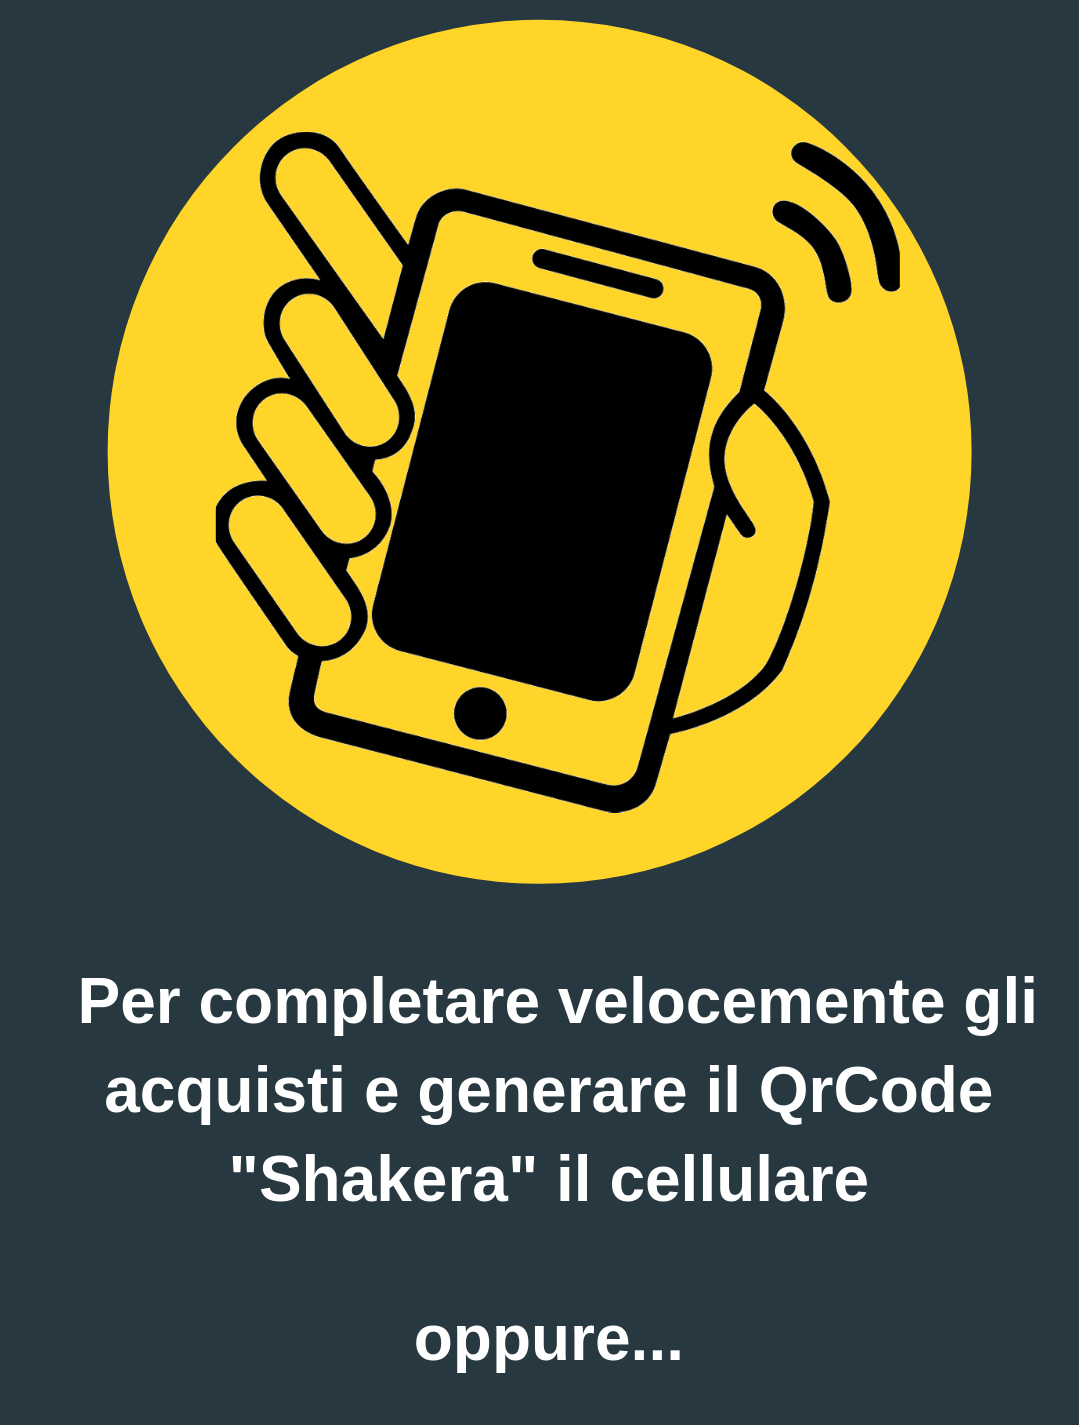 Per completare velocemente gli
acquisti e generare il QrCode
"Shakera" il cellulare
oppure...